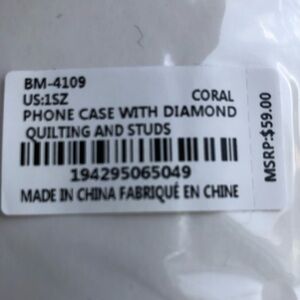 BM-4109
US:1SZ CORAL
PHONE CASE WITH DIAMOND
QUILTING AND STUDS
194295065049
MADE IN CHINA FABRIQUÉ EN CHINE
MSRP:$59.00